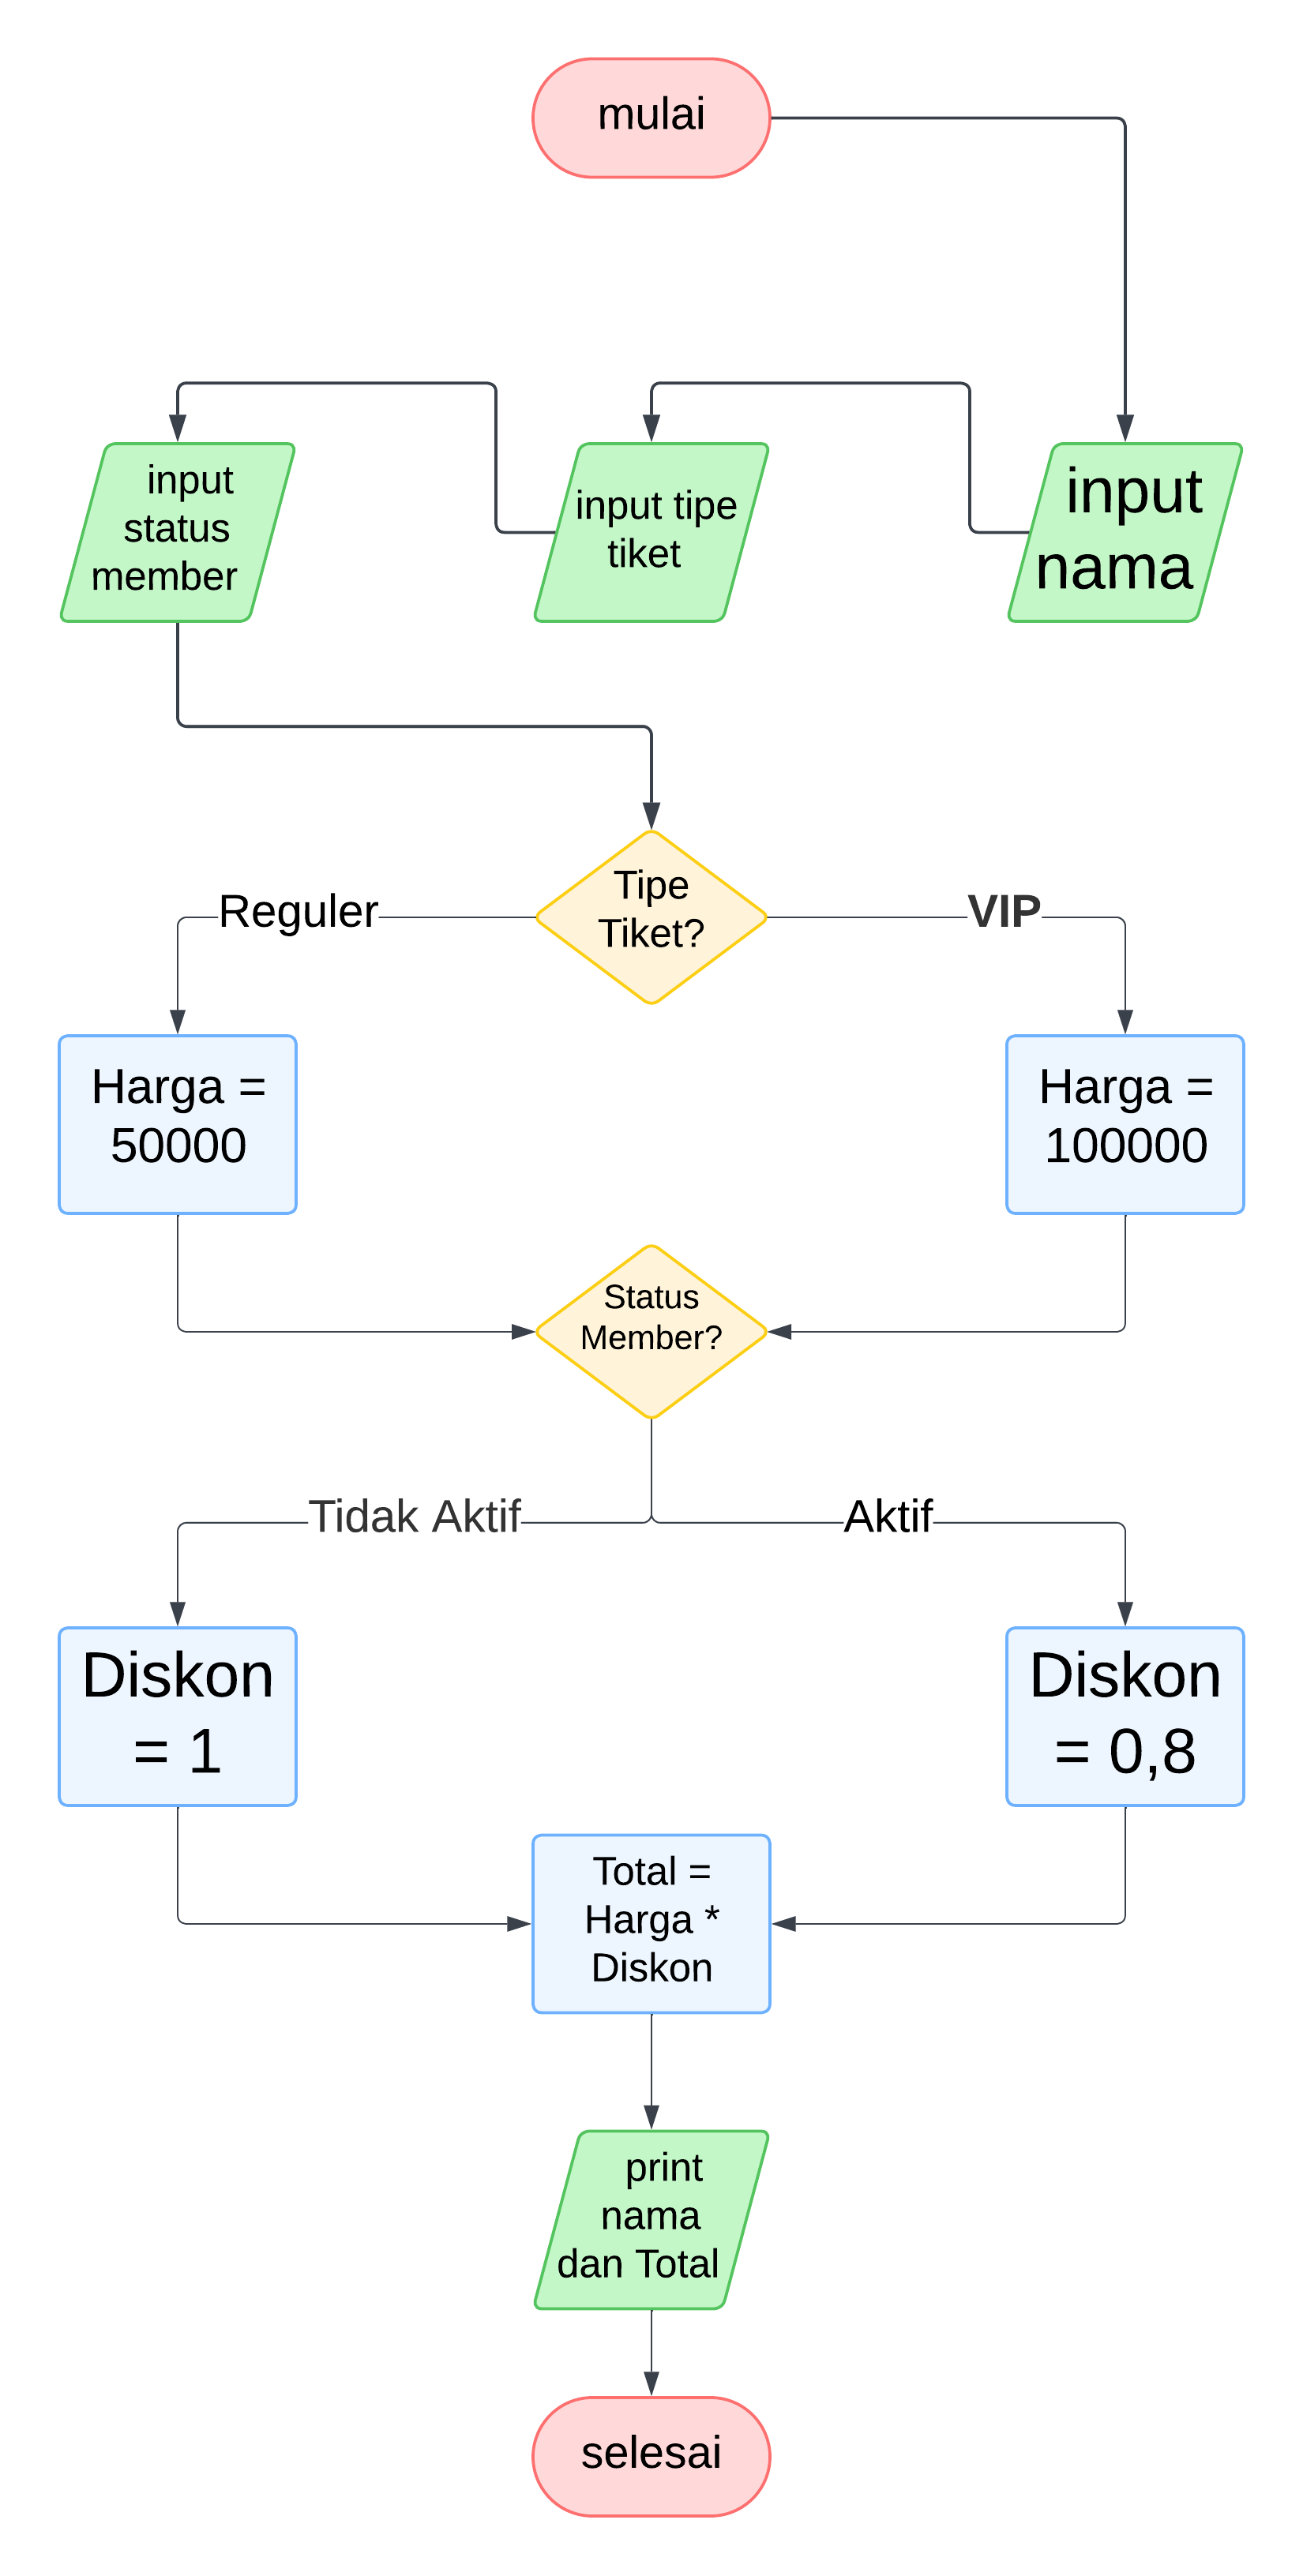 mulai
input
status
member
input tipe
tiket
input
nama
Tipe
Tiket?
Reguler
VIP
Harga =
50000
Harga =
100000
Status
Member?
Tidak Aktif
Aktif
Diskon
= 1
Diskon
= 0,8
Total =
Harga *
Diskon
print
nama
dan Total
selesai